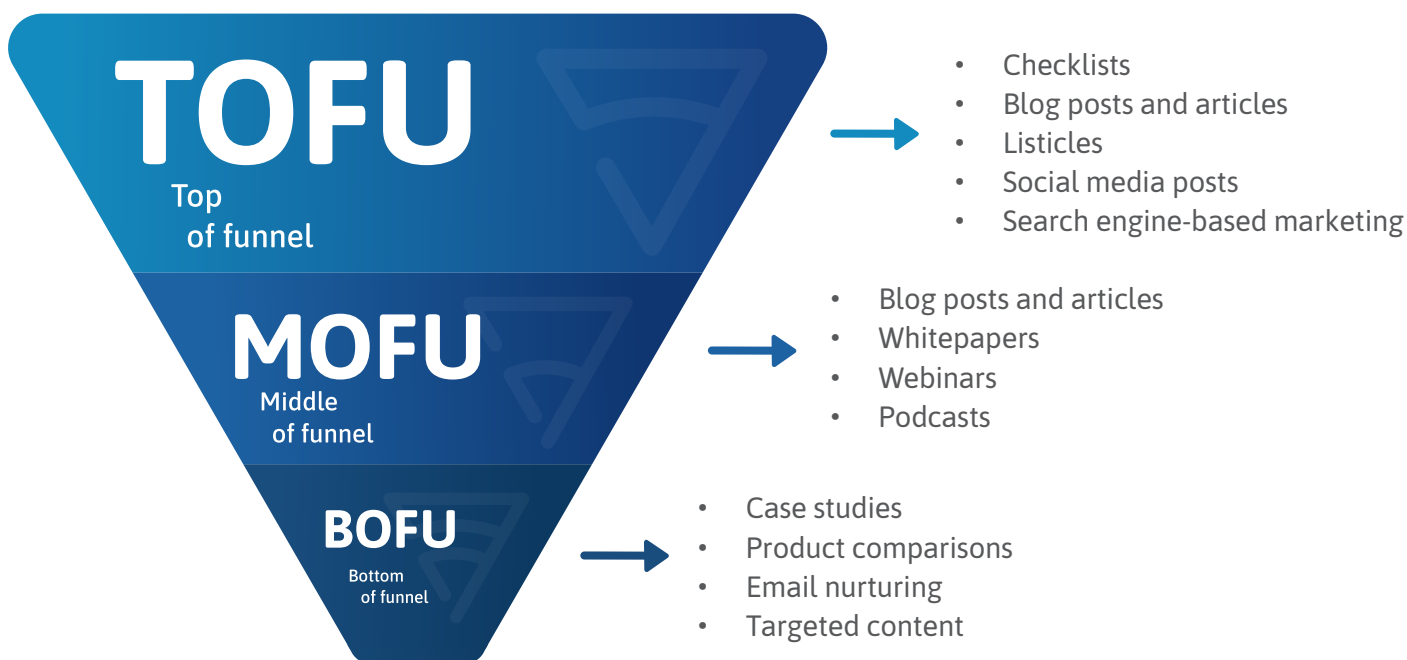 TOFU
Top
of funnel
• Checklists
• Blog posts and articles
• Listicles
• Social media posts
• Search engine-based marketing
MOFU
Middle
of funnel
• Blog posts and articles
• Whitepapers
• Webinars
• Podcasts
BOFU
Bottom
of funnel
• Case studies
• Product comparisons
• Email nurturing
• Targeted content